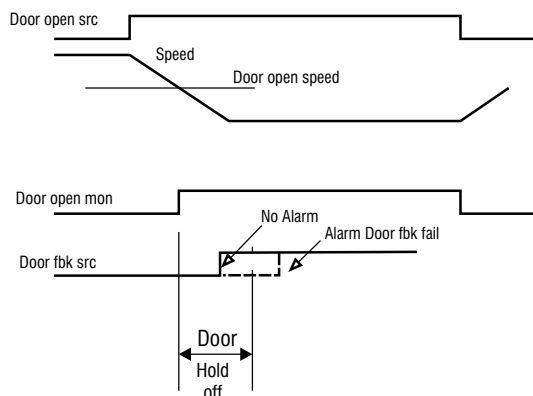 Door open src
Speed
Door open speed
Door open mon
No Alarm
Alarm Door fbk fail
Door fbk src
Door
Hold
off